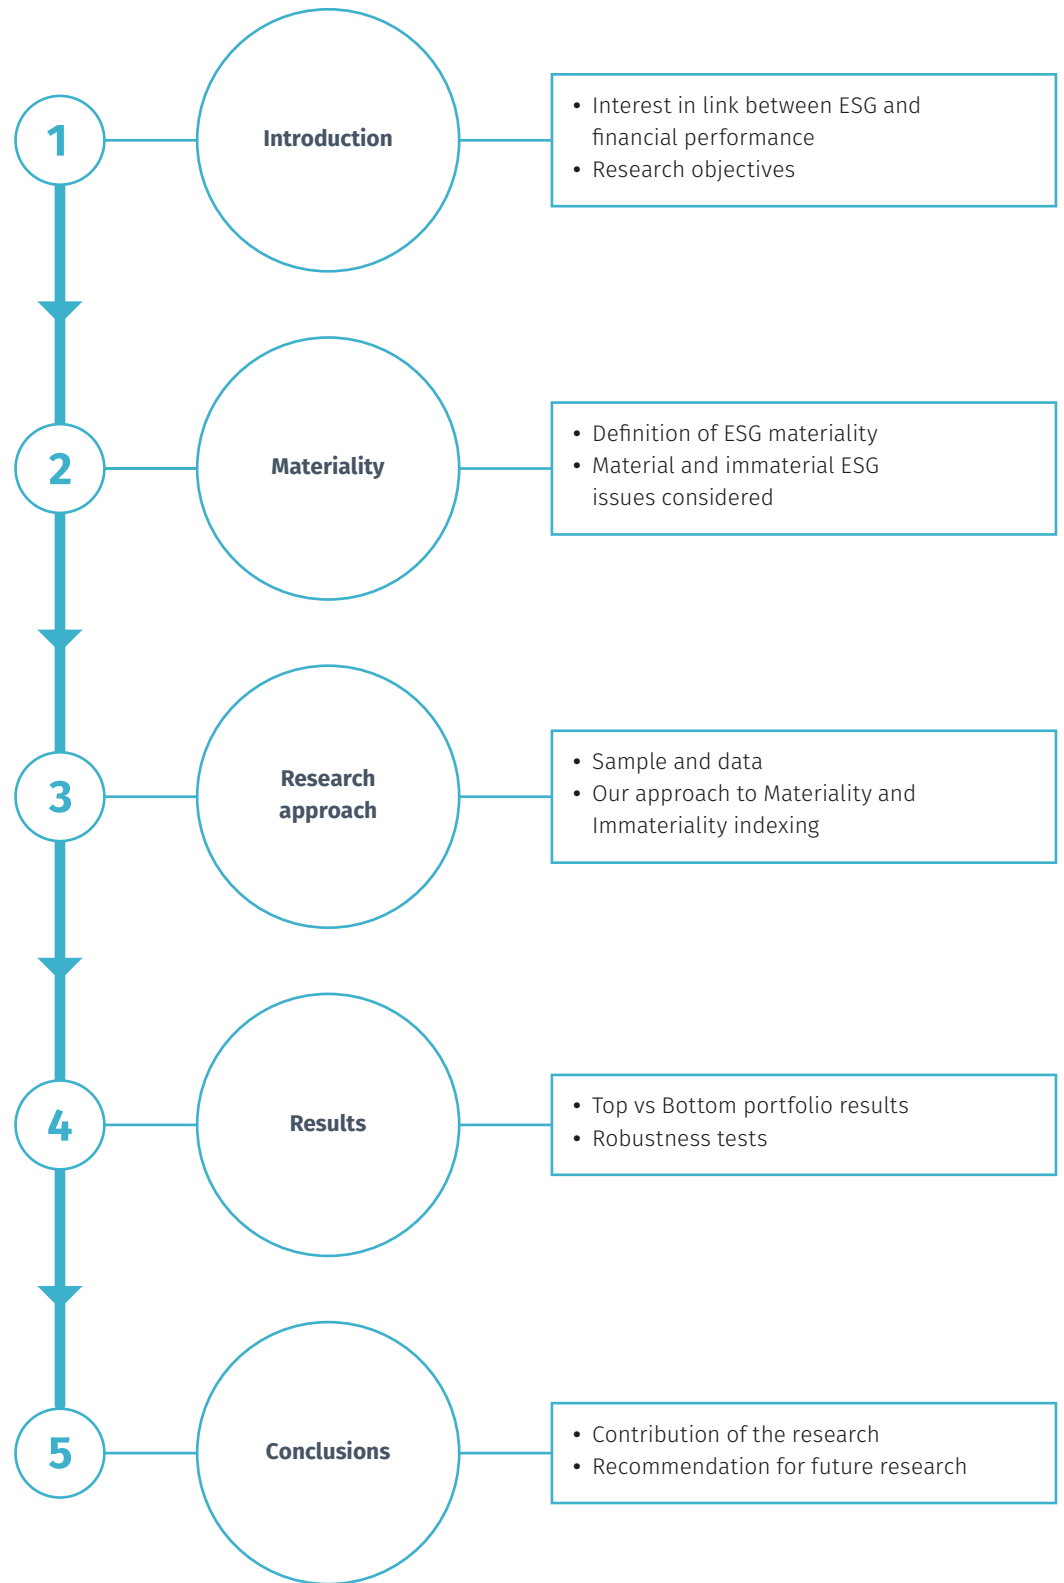 1
Introduction
• Interest in link between ESG and
financial performance
• Research objectives
2
Materiality
• Definition of ESG materiality
• Material and immaterial ESG
issues considered
3
Research
approach
• Sample and data
• Our approach to Materiality and
Immateriality indexing
4
Results
• Top vs Bottom portfolio results
• Robustness tests
5
Conclusions
• Contribution of the research
• Recommendation for future research